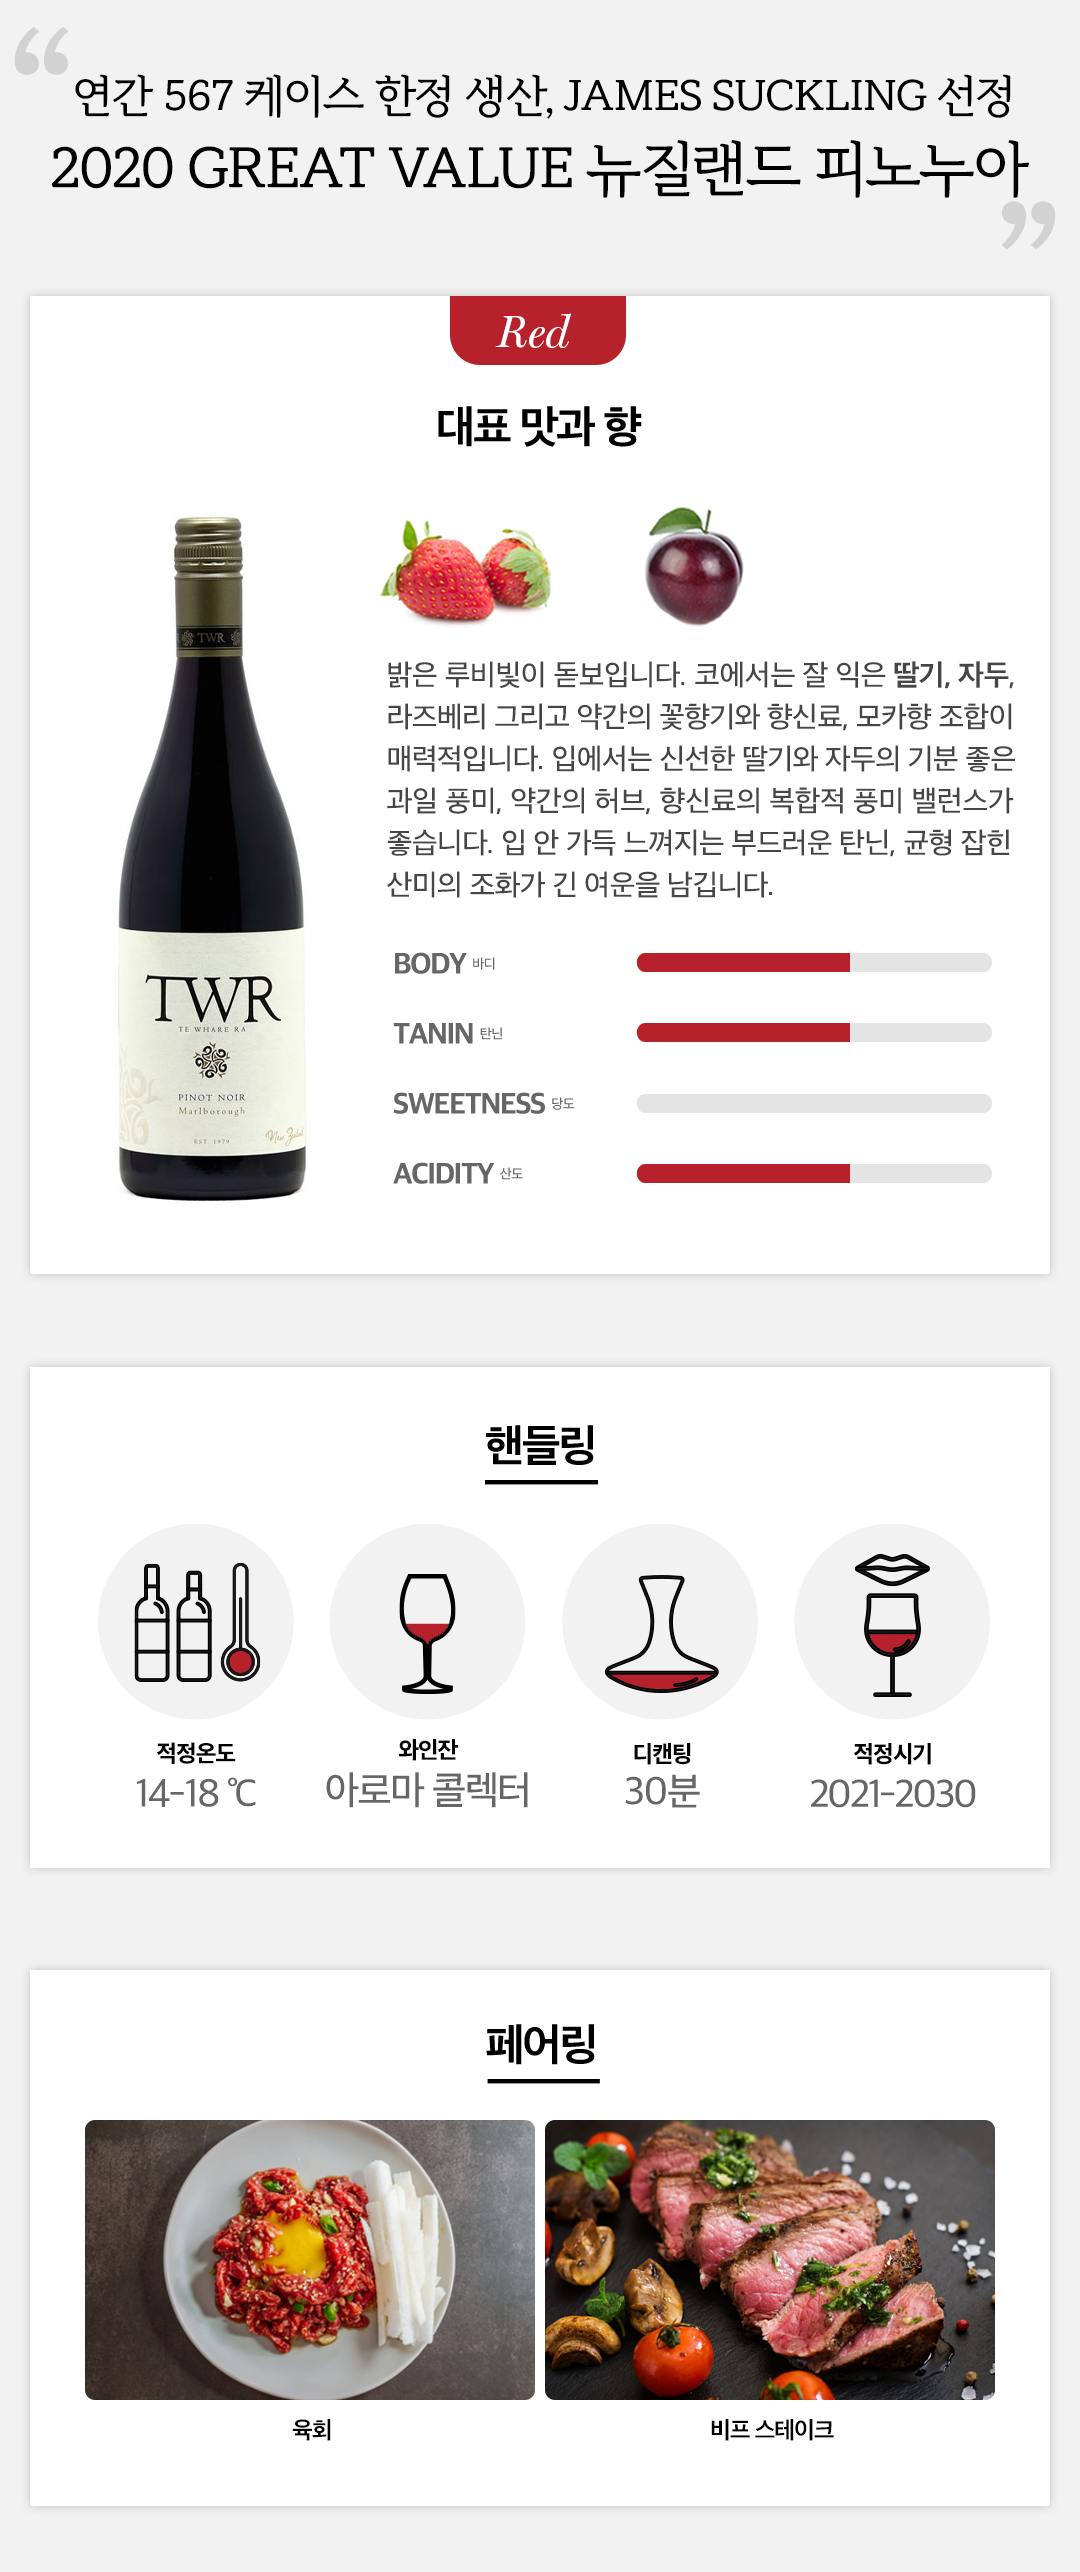 “
연간 567 케이스 한정 생산, JAMES SUCKLING 선정
2020 GREAT VALUE 뉴질랜드 피노누아
”
Red
대표 맛과 향
TWR
밝은 루비빛이 돋보입니다. 코에서는 잘 익은 딸기, 자두,
라즈베리 그리고 약간의 꽃향기와 향신료, 모카향 조합이
매력적입니다. 입에서는 신선한 딸기와 자두의 기분 좋은
과일 풍미, 약간의 허브, 향신료의 복합적 풍미 밸런스가
좋습니다. 입 안 가득 느껴지는 부드러운 탄닌, 균형 잡힌
산미의 조화가 긴 여운을 남깁니다.
TWR
TE WHARE RA
PINOT NOIR
Marlborough
EST. 1979
New Zealand
BODY 바디
TANIN 탄닌
SWEETNESS 당도
ACIDITY 산도
핸들링
적정온도
14-18 ℃
와인잔
아로마 콜렉터
디캔팅
30분
적정시기
2021-2030
페어링
육회
비프 스테이크